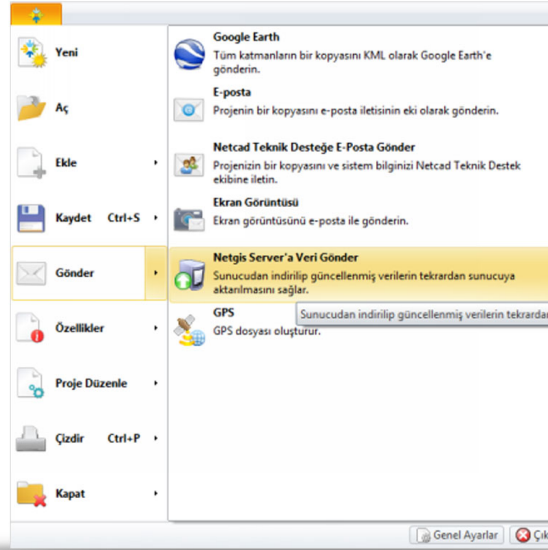 Yeni
Aç
Ekle
Kaydet Ctrl+S
Gönder
Özellikler
Proje Düzenle
Çizdir Ctrl+P
Kapat
Google Earth
Tüm katmanların bir kopyasını KML olarak Google Earth'e
gönderin.
E-posta
Projenin bir kopyasını e-posta iletisinin eki olarak gönderin.
Netcad Teknik Desteğe E-Posta Gönder
Projenizin bir kopyasını ve sistem bilginizi Netcad Teknik Destek
ekibine iletin.
Ekran Görüntüsü
Ekran görüntüsünü e-posta ile gönderin.
Netgis Server'a Veri Gönder
Sunucudan indirilip güncellenmiş verilerin tekrardan sunucuya
aktarılmasını sağlar.
Sunucudan indirilip güncellenmiş verilerin tekrardan
GPS
GPS dosyası oluşturur.
Genel Ayarlar